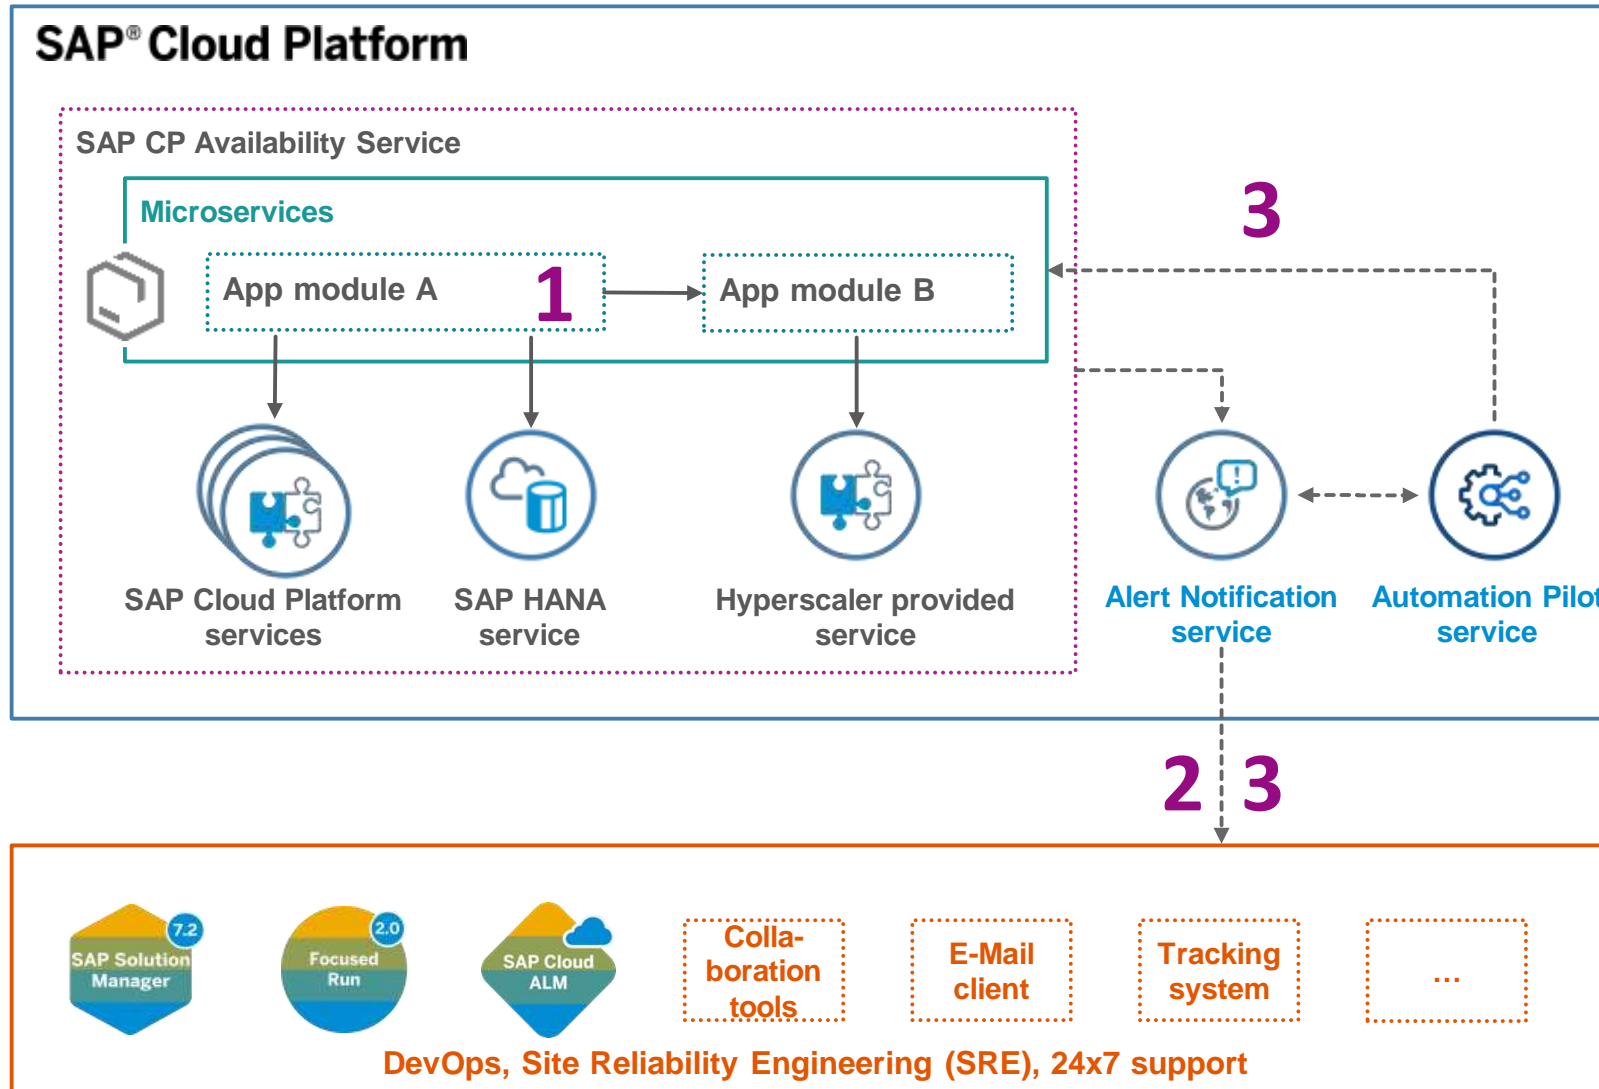 SAP® Cloud Platform
SAP CP Availability Service
Microservices
3
App module A
1
App module B
SAP Cloud Platform
services
SAP HANA
service
Hyperscaler provided
service
Alert Notification
service
Automation Pilot
service
2 3
7.2
SAP Solution
Manager
2.0
Focused
Run
SAP Cloud
ALM
Colla-
boration
tools
E-Mail
client
Tracking
system
...
DevOps, Site Reliability Engineering (SRE), 24x7 support